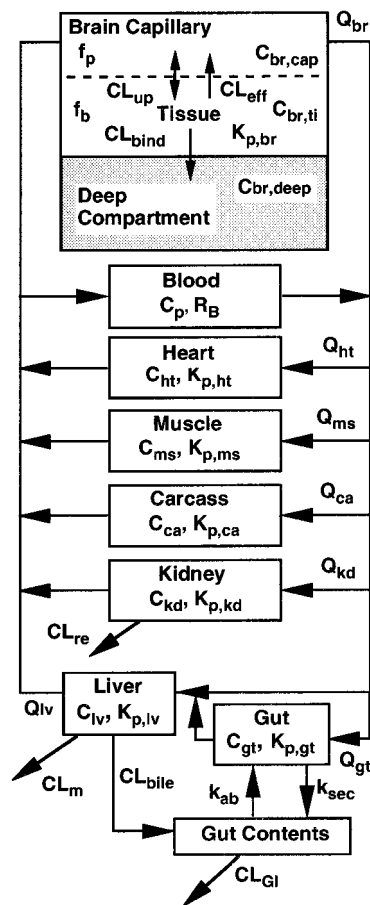 Brain Capillary
Q_br
f_p
C_br,cap
CL_up
CL_eff
f_b
Tissue
C_br,ti
CL_bind
K_p,br
Deep
Compartment
C_br,deep
Blood
C_p, R_B
Heart
C_ht, K_p,ht
Q_ht
Muscle
C_ms, K_p,ms
Q_ms
Carcass
C_ca, K_p,ca
Q_ca
Kidney
C_kd, K_p,kd
Q_kd
CL_re
Liver
C_lv, K_p,lv
Q_lv
Gut
C_gt, K_p,gt
Q_gt
CL_m
CL_bile
k_ab
k_sec
Gut Contents
CL_GI